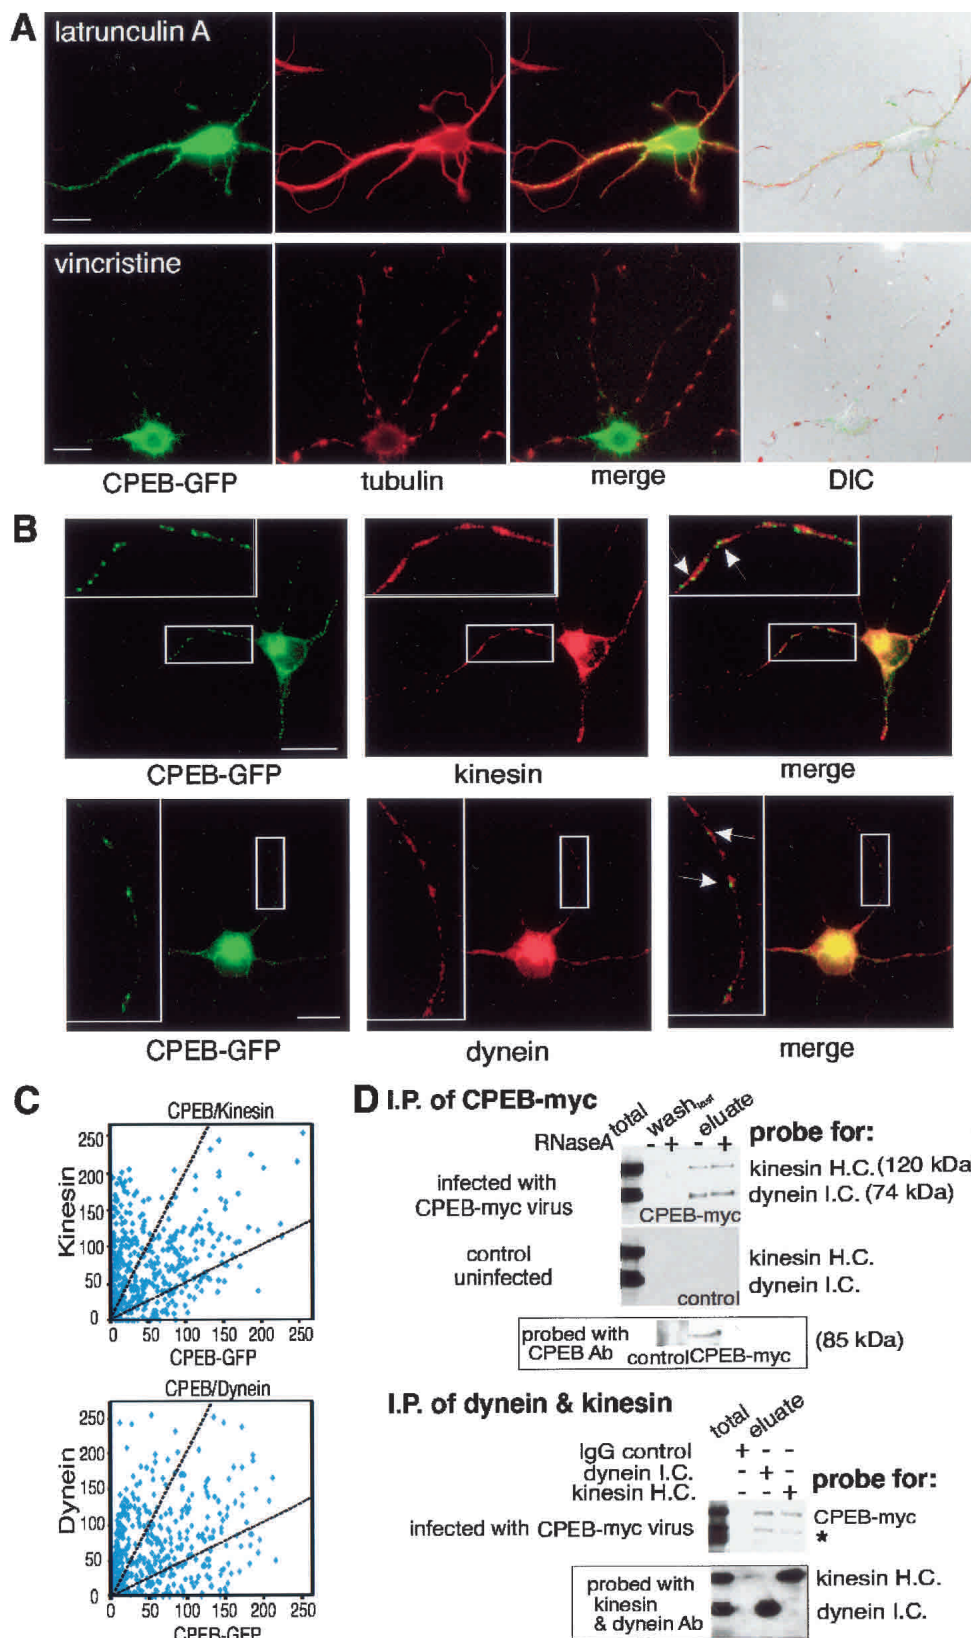 A
latrunculin A
vincristine
CPEB-GFP tubulin merge DIC
B
CPEB-GFP kinesin merge
CPEB-GFP dynein merge
C
CPEB/Kinesin
Kinesin
250
200
150
100
50
0
0 50 100 150 200 250
CPEB-GFP
CPEB/Dynein
Dynein
250
200
150
100
50
0
0 50 100 150 200 250
CPEB-GFP
D I.P. of CPEB-myc
total wash last eluate
RNaseA - + - + probe for:
infected with
CPEB-myc virus
kinesin H.C. (120 kDa
dynein I.C. (74 kDa)
CPEB-myc
control
uninfected
kinesin H.C.
dynein I.C.
control
probed with
CPEB Ab
control CPEB-myc
(85 kDa)
I.P. of dynein & kinesin
total eluate
IgG control + - -
dynein I.C. - + -
kinesin H.C. - - +
probe for:
infected with CPEB-myc virus
CPEB-myc
*
probed with
kinesin
& dynein Ab
kinesin H.C.
dynein I.C.